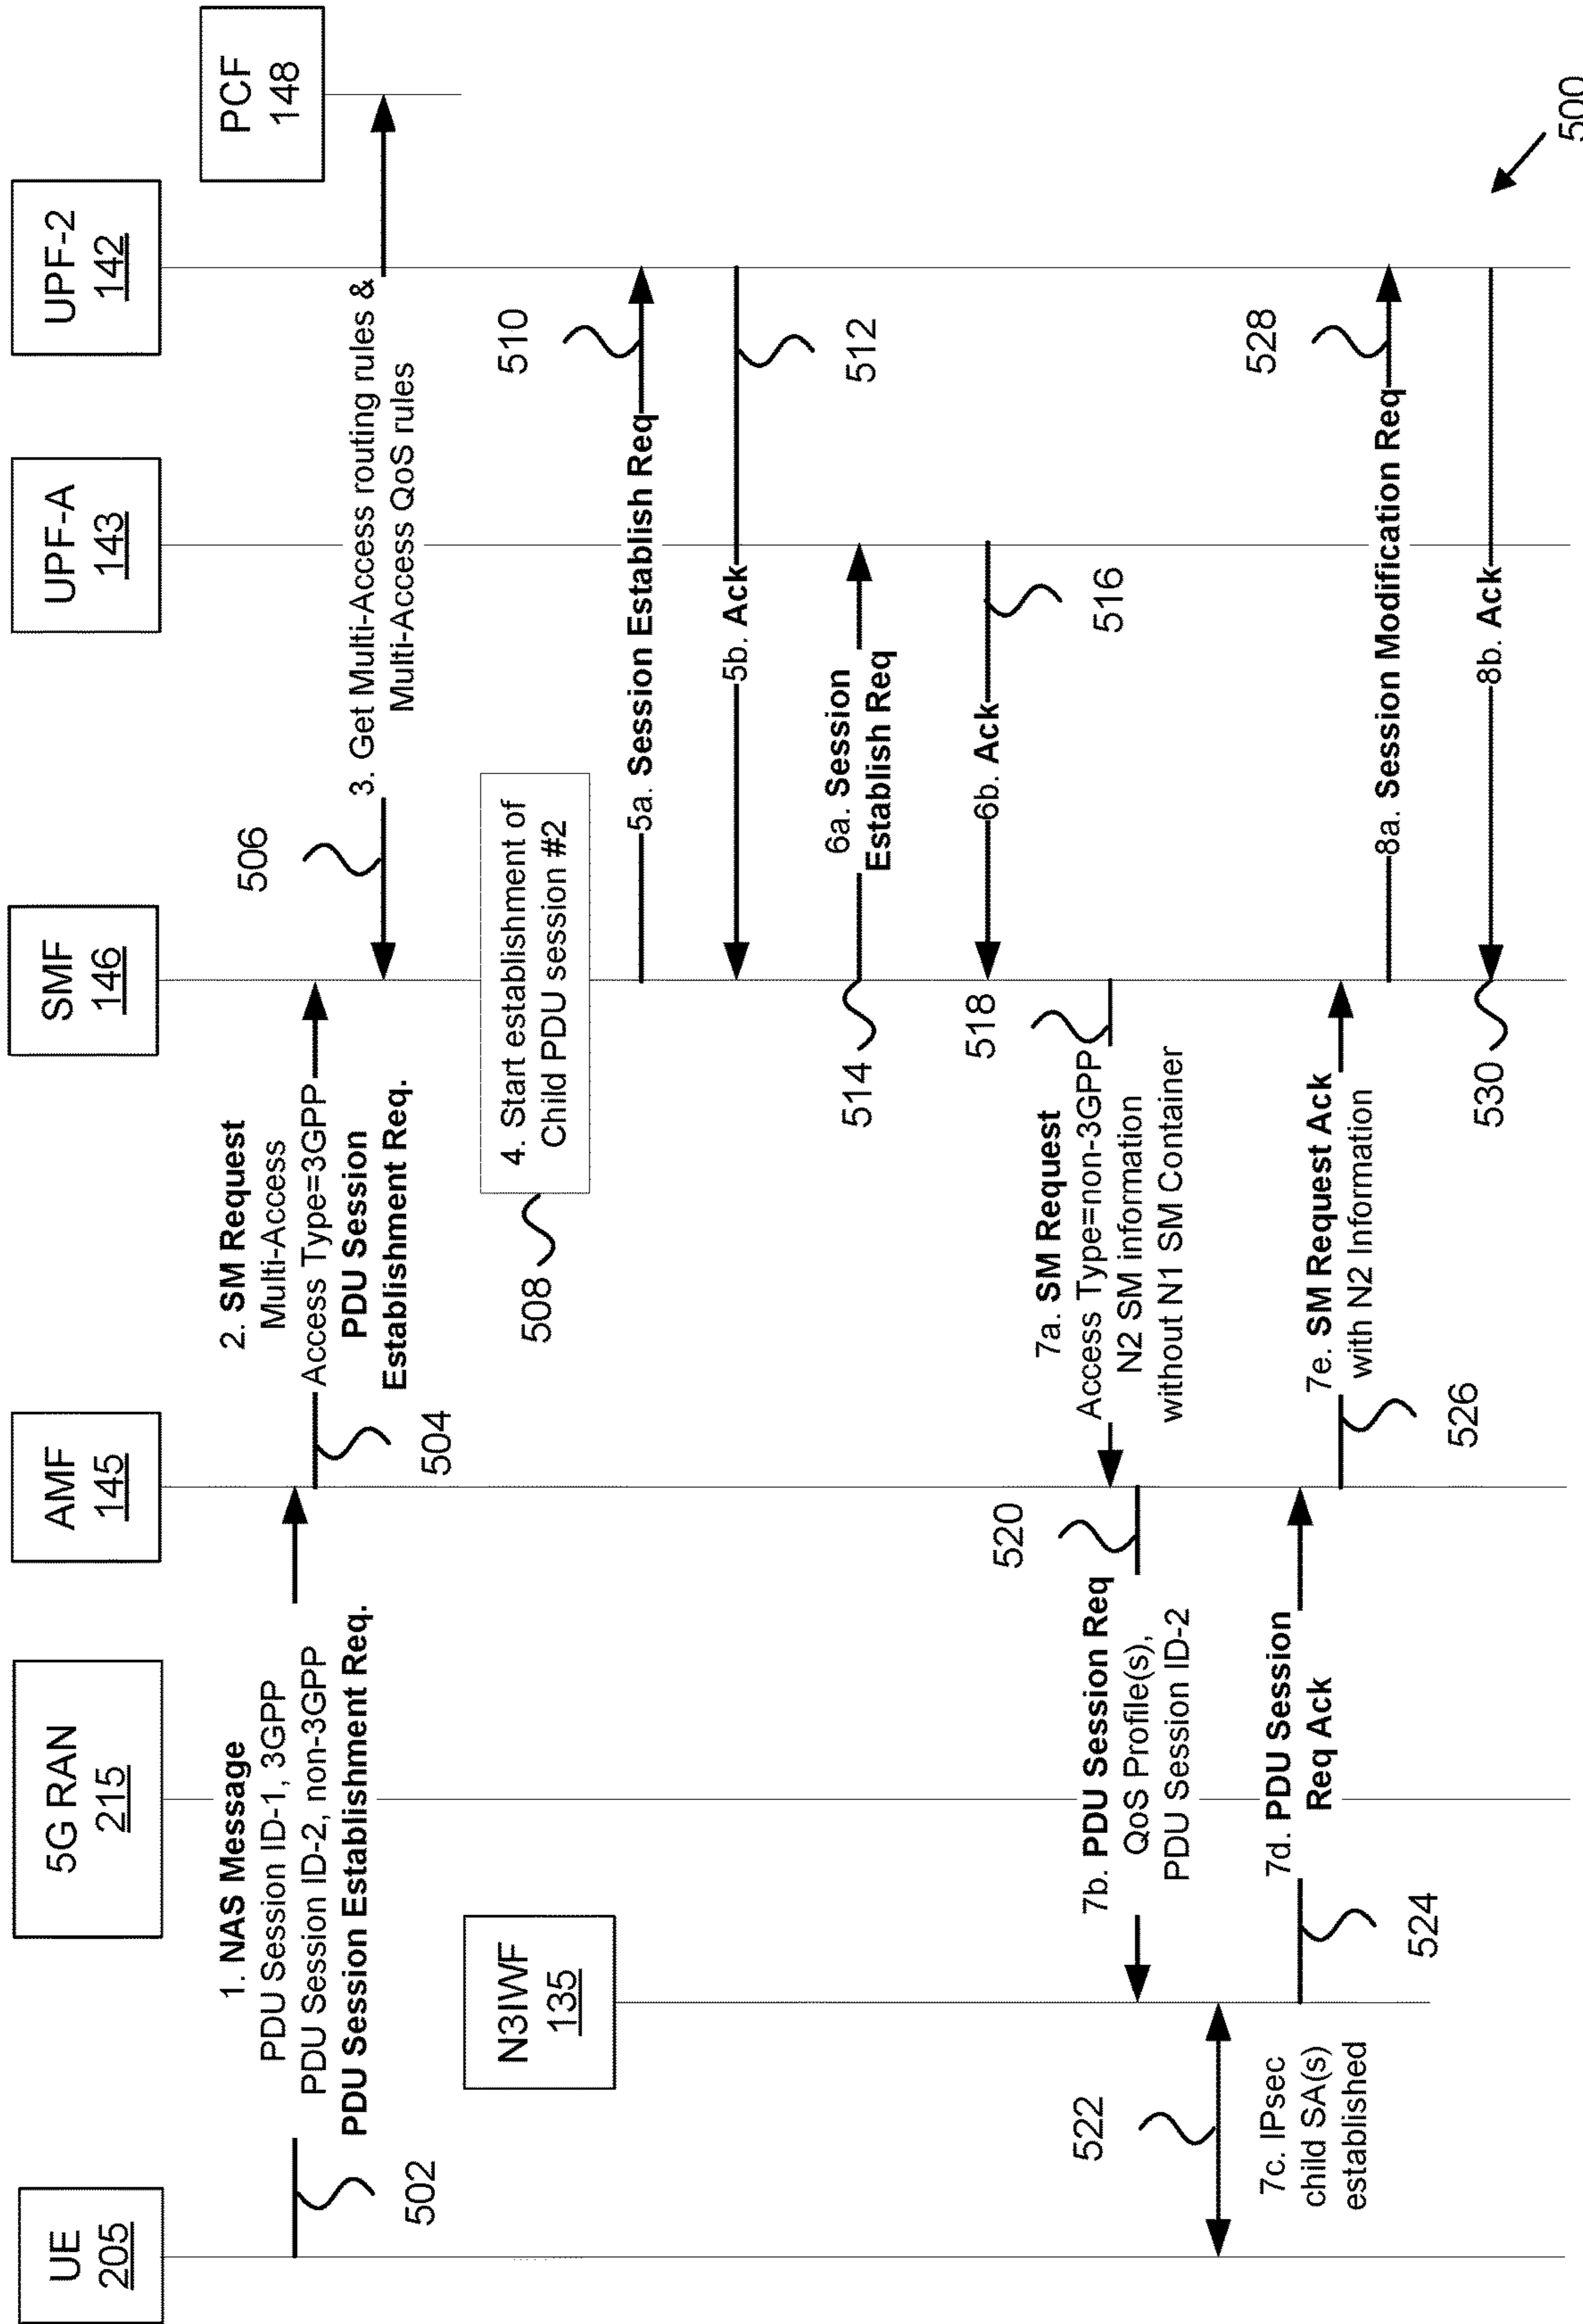 UE
205
5G RAN
215
AMF
145
SMF
146
UPF-A
143
UPF-2
142
PCF
148
N3IWF
135
1. NAS Message
PDU Session ID-1, 3GPP
PDU Session ID-2, non-3GPP
PDU Session Establishment Req.
502
2. SM Request
Multi-Access
Access Type=3GPP
PDU Session
Establishment Req.
504
506
3. Get Multi-Access routing rules &
Multi-Access QoS rules
4. Start establishment of
Child PDU session #2
508
5a. Session Establish Req
510
5b. Ack
512
6a. Session
Establish Req
514
6b. Ack
516
518
7a. SM Request
Access Type=non-3GPP
N2 SM information
without N1 SM Container
520
7b. PDU Session Req
QoS Profile(s),
PDU Session ID-2
522
7c. IPsec
child SA(s)
established
7d. PDU Session
Req Ack
524
7e. SM Request Ack
with N2 Information
526
8a. Session Modification Req
528
8b. Ack
530
500